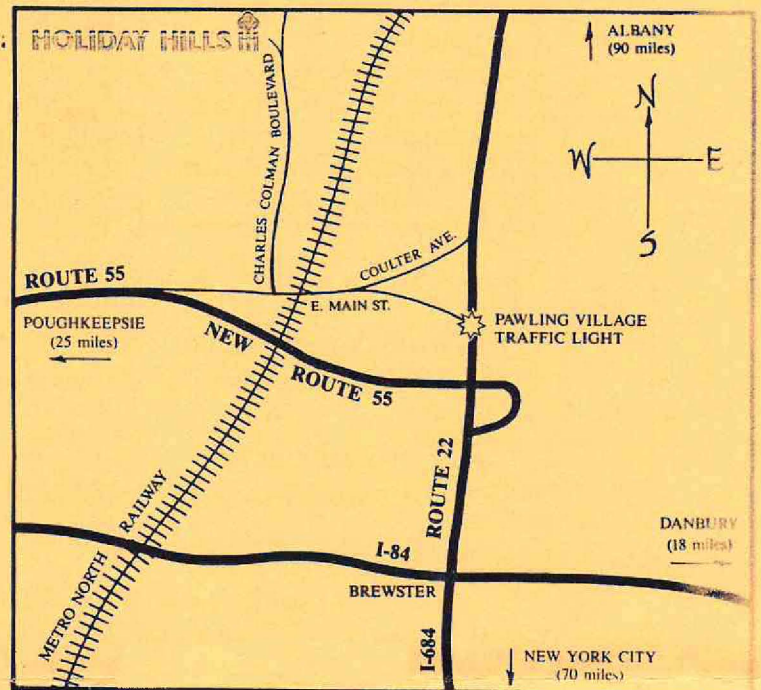 HOLIDAY HILLS
ALBANY
(90 miles)
N
W
E
S
CHARLES COLMAN BOULEVARD
COULTER AVE.
ROUTE 55
E. MAIN ST.
POUGHKEEPSIE
(25 miles)
NEW
ROUTE 55
PAWLING VILLAGE
TRAFFIC LIGHT
ROUTE 22
METRO NORTH RAILWAY
I-84
DANBURY
(18 miles)
BREWSTER
I-684
NEW YORK CITY
(70 miles)